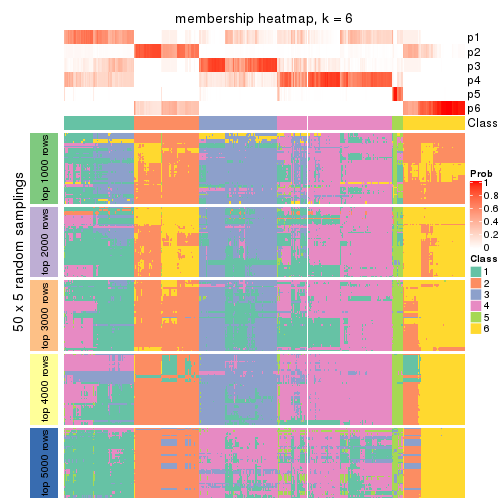 membership heatmap, k = 6
p1
p2
p3
p4
p5
p6
Class
50 x 5 random samplings
top 1000 rows
top 2000 rows
top 3000 rows
top 4000 rows
top 5000 rows
Prob
1
0.8
0.6
0.4
0.2
0
Class
1
2
3
4
5
6